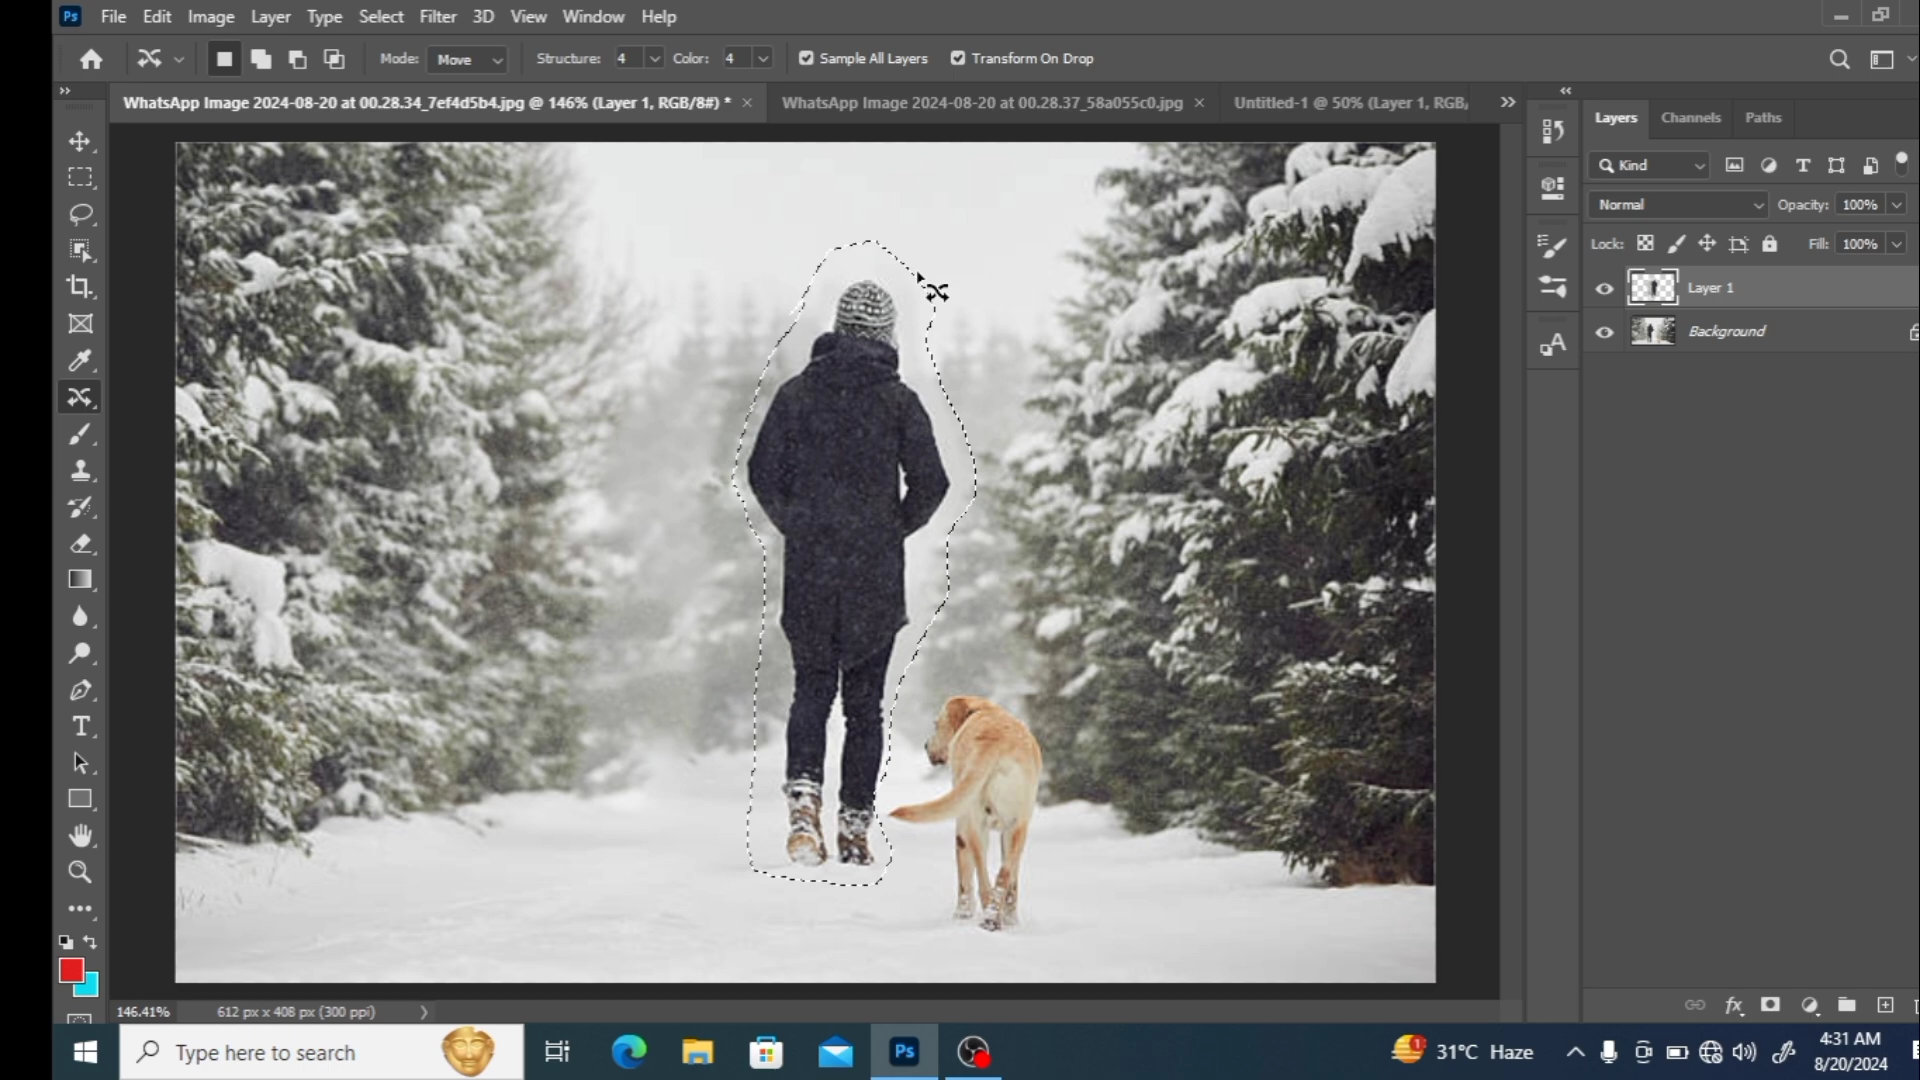 Ps File Edit Image Layer Type Select Filter 3D View Window Help
Mode: Move Structure: 4 Color: 4 Sample All Layers Transform On Drop
WhatsApp Image 2024-08-20 at 00.28.34_7ef4d5b4.jpg @ 146% (Layer 1, RGB/8#) *
WhatsApp Image 2024-08-20 at 00.28.37_58a055c0.jpg
Untitled-1 @ 50% (Layer 1, RGB/
Layers Channels Paths
Kind
Normal Opacity: 100%
Lock: Fill: 100%
Layer 1
Background
146.41% 612 px x 408 px (300 ppi)
Type here to search
Ps
1
31°C Haze
4:31 AM
8/20/2024